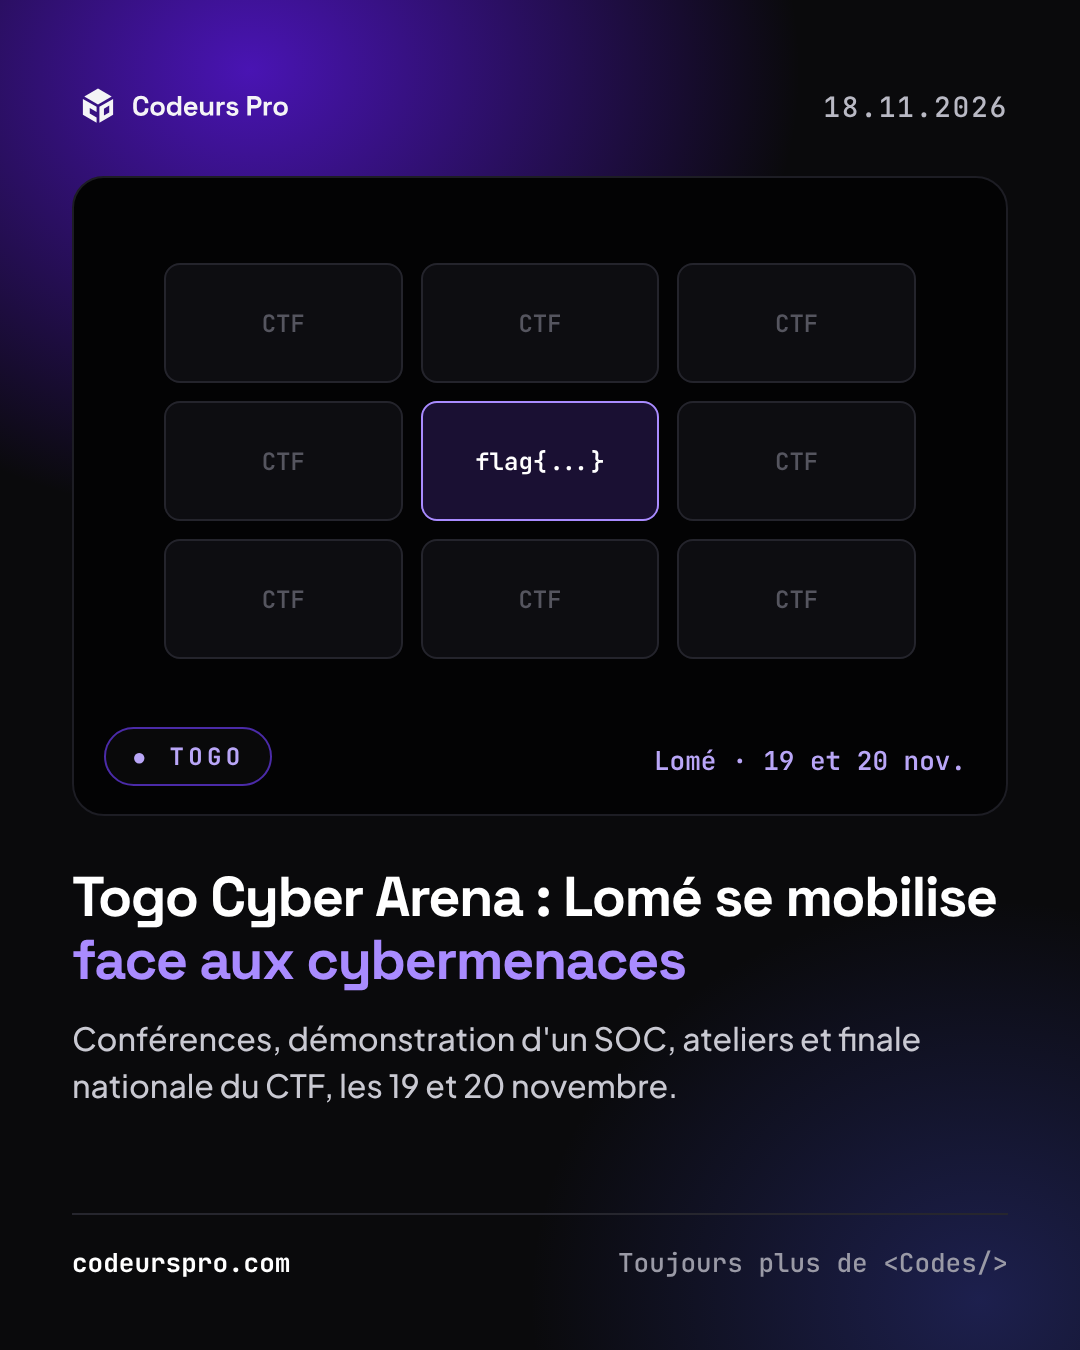 Codeurs Pro
18.11.2026
CTF
CTF
CTF
CTF
flag{...}
CTF
CTF
CTF
CTF
• TOGO
Lomé · 19 et 20 nov.
Togo Cyber Arena : Lomé se mobilise
face aux cybermenaces
Conférences, démonstration d'un SOC, ateliers et finale
nationale du CTF, les 19 et 20 novembre.
codeurspro.com
Toujours plus de <Codes/>